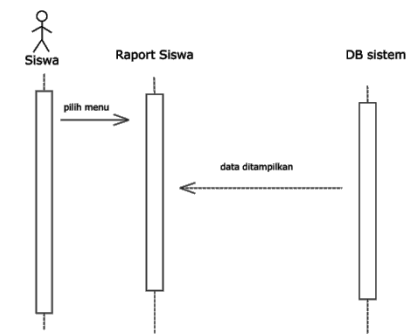 Siswa
Raport Siswa
DB sistem
pilih menu
data ditampilkan